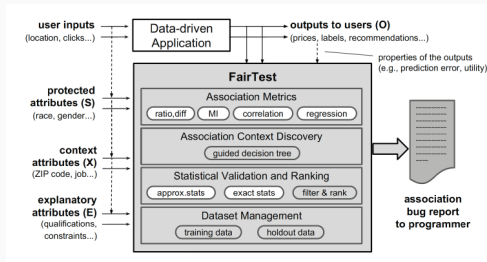 user inputs
(location, clicks...)
Data-driven
Application
outputs to users (O)
(prices, labels, recommendations...)
properties of the outputs
(e.g., prediction error, utility)
protected
attributes (S)
(race, gender...)
context
attributes (X)
(ZIP code, job...)
explanatory
attributes (E)
(qualifications,
constraints...)
FairTest
Association Metrics
ratio,diff MI correlation regression
Association Context Discovery
guided decision tree
Statistical Validation and Ranking
approx.stats exact stats filter & rank
Dataset Management
training data holdout data
association
bug report
to programmer